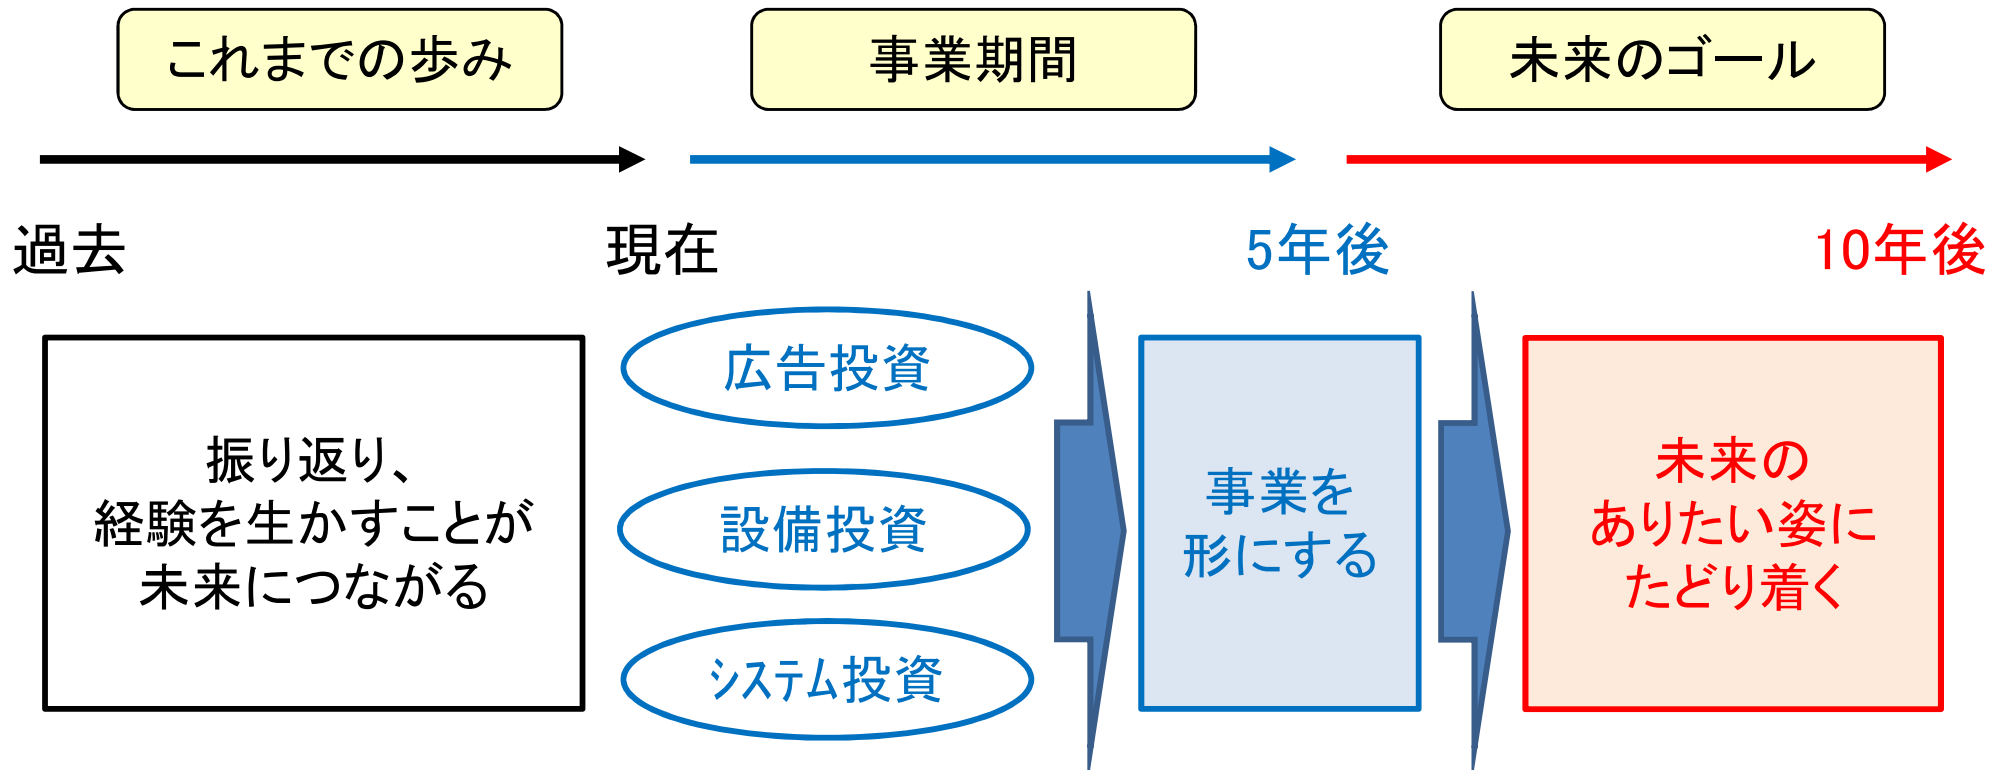 これまでの歩み
事業期間
未来のゴール
過去
現在
5年後
10年後
振り返り、
経験を生かすことが
未来につながる
広告投資
設備投資
ｼｽﾃﾑ投資
事業を
形にする
未来の
ありたい姿に
たどり着く